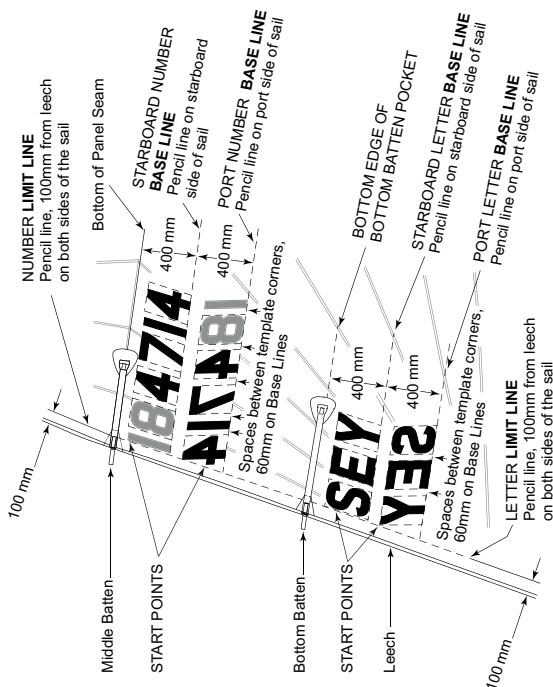 NUMBER LIMIT LINE
Pencil line, 100mm from leech
on both sides of the sail
Bottom of Panel Seam
STARBOARD NUMBER
BASE LINE
Pencil line on starboard
side of sail
PORT NUMBER BASE LINE
Pencil line on port side of sail
100 mm
Middle Batten
START POINTS
184714
400 mm
184714
400 mm
Spaces between template corners,
60mm on Base Lines
BOTTOM EDGE OF
BOTTOM BATTEN POCKET
STARBOARD LETTER BASE LINE
Pencil line on starboard side of sail
PORT LETTER BASE LINE
Pencil line on port side of sail
Bottom Batten
START POINTS
Leech
SEY
400 mm
SEY
400 mm
Spaces between template corners,
60mm on Base Lines
LETTER LIMIT LINE
Pencil line, 100mm from leech
on both sides of the sail
100 mm